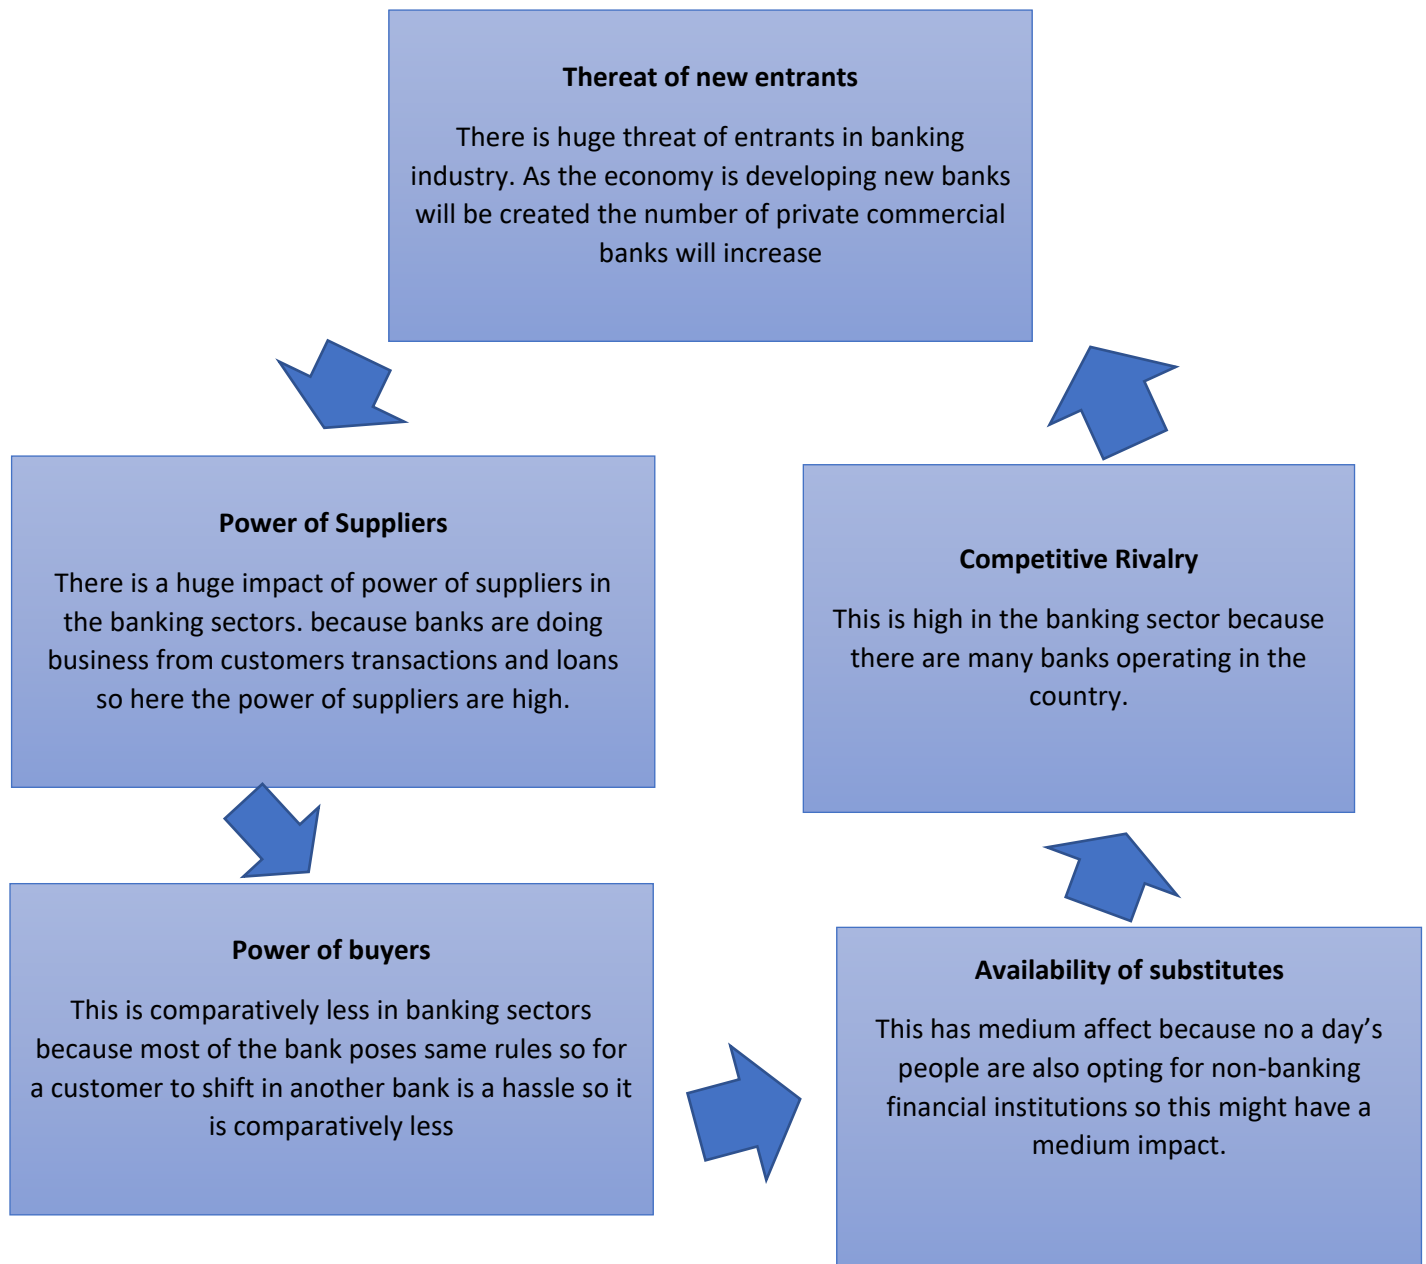 Thereat of new entrants
There is huge threat of entrants in banking
industry. As the economy is developing new banks
will be created the number of private commercial
banks will increase
Power of Suppliers
There is a huge impact of power of suppliers in
the banking sectors. because banks are doing
business from customers transactions and loans
so here the power of suppliers are high.
Power of buyers
This is comparatively less in banking sectors
because most of the bank poses same rules so for
a customer to shift in another bank is a hassle so it
is comparatively less
Availability of substitutes
This has medium affect because no a day’s
people are also opting for non-banking
financial institutions so this might have a
medium impact.
Competitive Rivalry
This is high in the banking sector because
there are many banks operating in the
country.